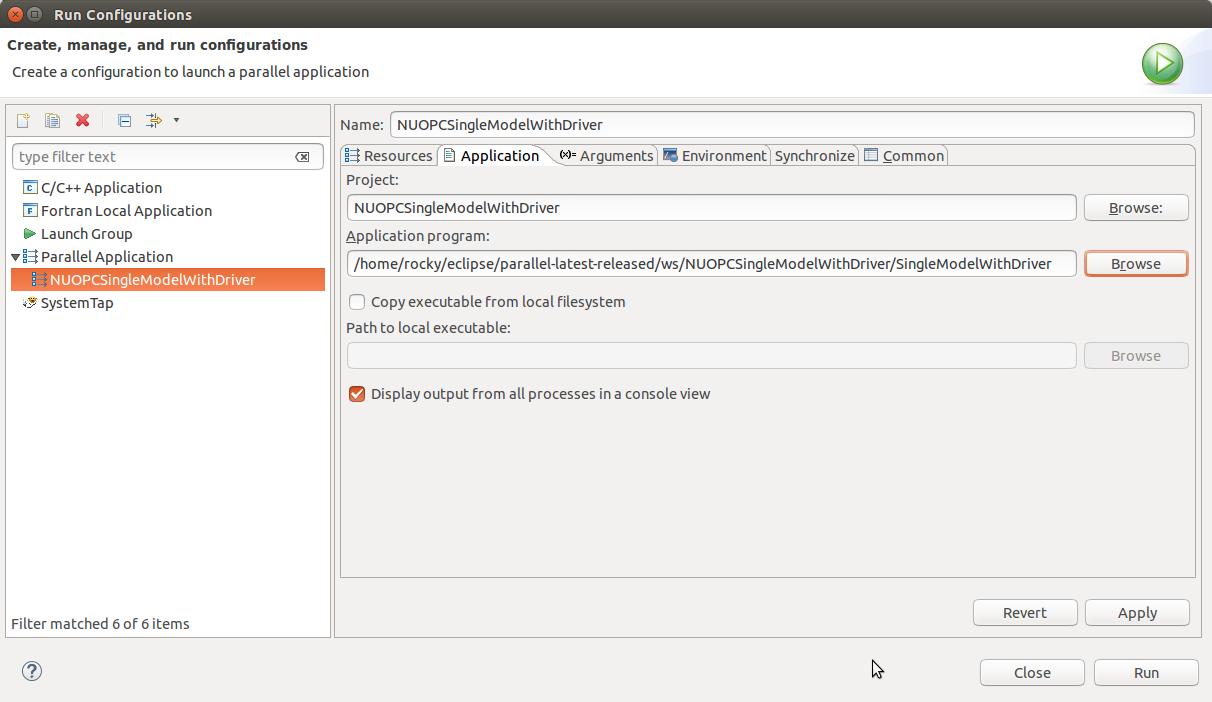 Run Configurations
Create, manage, and run configurations
Create a configuration to launch a parallel application
type filter text
C/C++ Application
Fortran Local Application
Launch Group
Parallel Application
NUOPCSingleModelWithDriver
SystemTap
Filter matched 6 of 6 items
Name: NUOPCSingleModelWithDriver
Resources Application (x)= Arguments Environment Synchronize Common
Project:
NUOPCSingleModelWithDriver Browse:
Application program:
/home/rocky/eclipse/parallel-latest-released/ws/NUOPCSingleModelWithDriver/SingleModelWithDriver Browse
Copy executable from local filesystem
Path to local executable:
Browse
Display output from all processes in a console view
Revert Apply
? Close Run